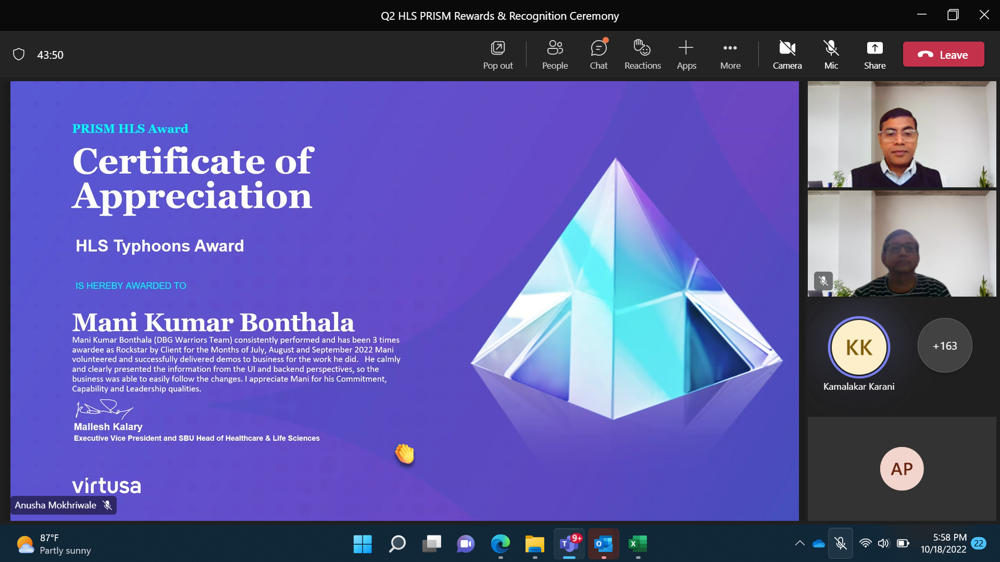 Q2 HLS PRISM Rewards & Recognition Ceremony
43:50
Pop out
People
Chat
Reactions
Apps
More
Camera
Mic
Share
Leave
PRISM HLS Award
Certificate of
Appreciation
HLS Typhoons Award
IS HEREBY AWARDED TO
Mani Kumar Bonthala
Mani Kumar Bonthala (DBG Warriors Team) consistently performed and has been 3 times
awardee as Rockstar by Client for the Months of July, August and September 2022 Mani
volunteered and successfully delivered demos to business for the work he did.   He calmly
and clearly presented the information from the UI and backend perspectives, so the
business was able to easily follow the changes. I appreciate Mani for his Commitment,
Capability and Leadership qualities.
Mallesh Kalary
Executive Vice President and SBU Head of Healthcare & Life Sciences
virtusa
Anusha Mokhriwale
KK
+163
Kamalakar Karani
AP
87°F
Partly sunny
T
9+
O
X
5:58 PM
10/18/2022
22